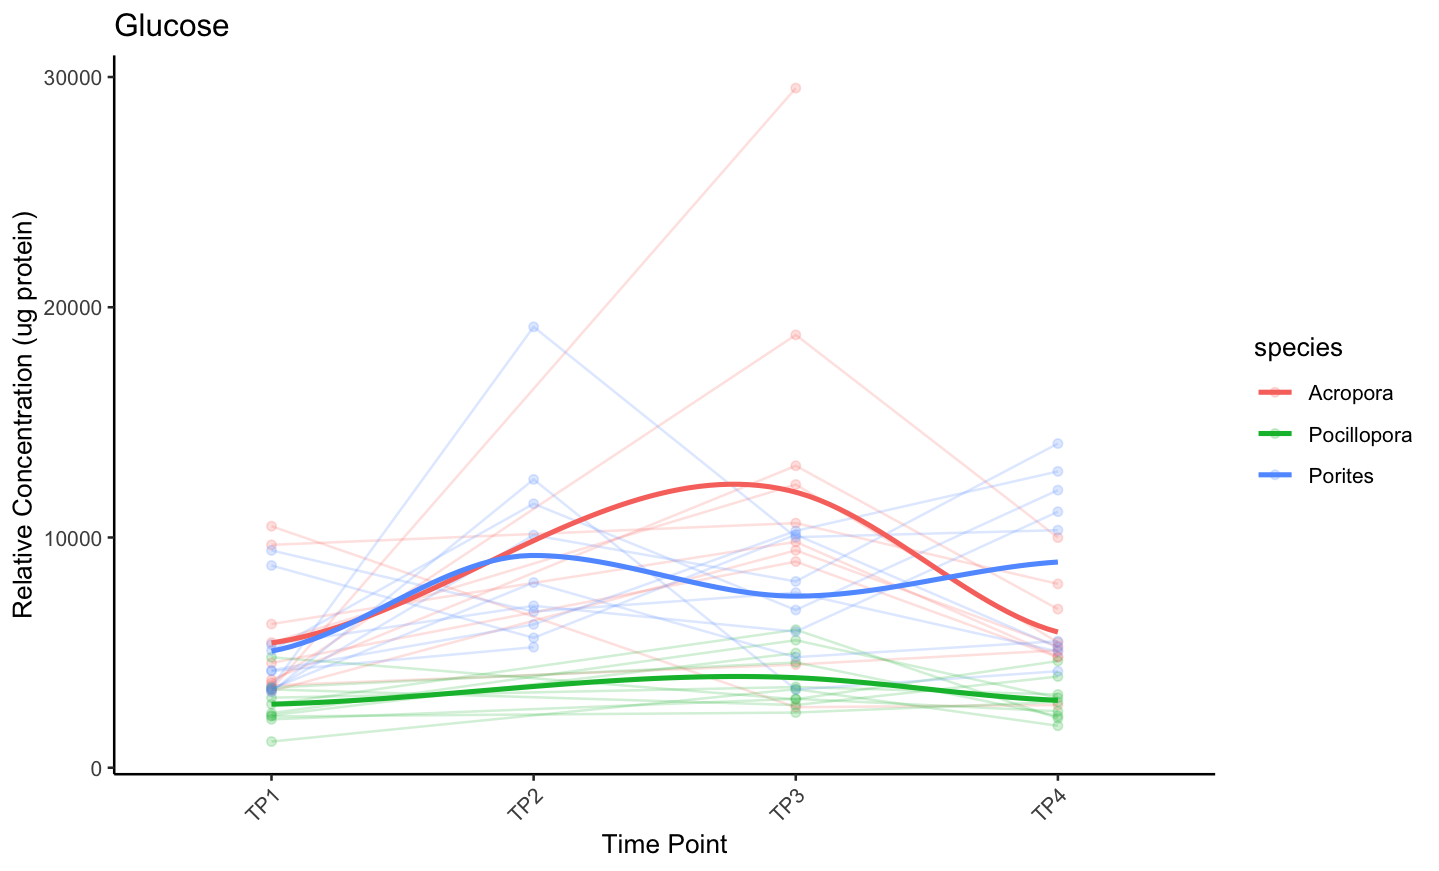 Glucose
30000
20000
10000
0
Relative Concentration (ug protein)
TP1
TP2
TP3
TP4
Time Point
species
Acropora
Pocillopora
Porites